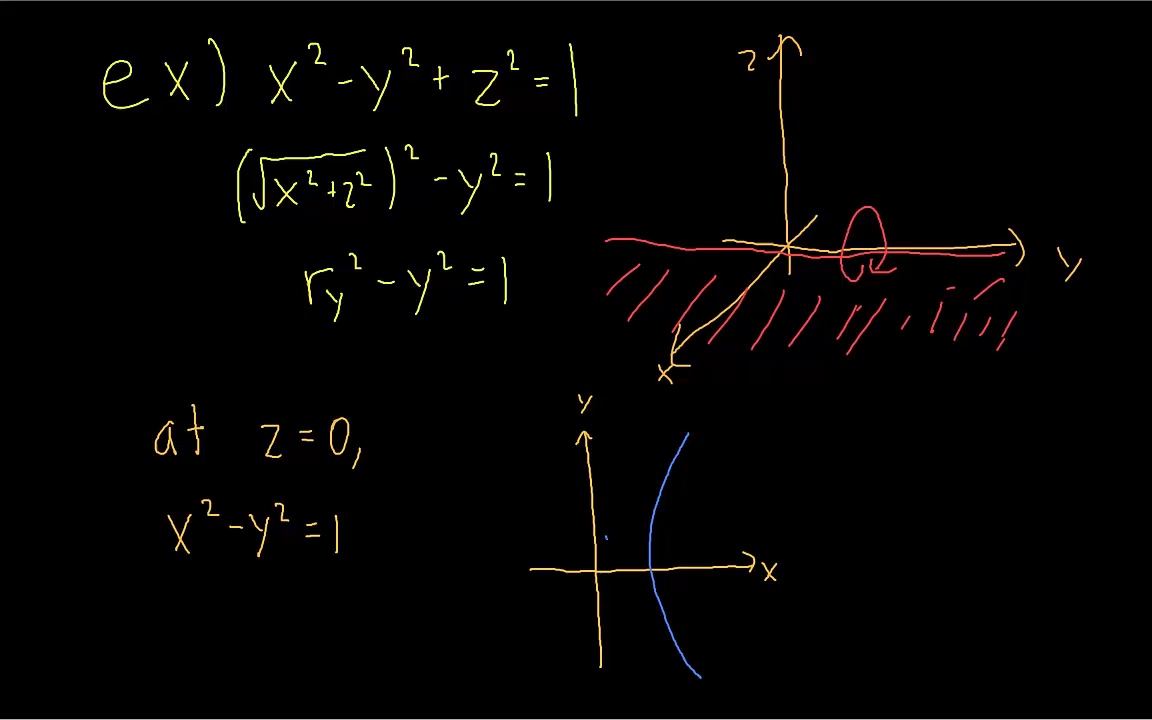 ex) x² - y² + z² = 1
(√x² + z²)² - y² = 1
r_y² - y² = 1
z
y
x
at z = 0,
x² - y² = 1
y
x